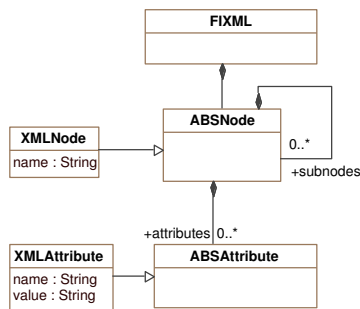 FIXML
ABSNode
XMLNode
name : String
0..*
+subnodes
+attributes 0..*
XMLAttribute
name : String
value : String
ABSAttribute